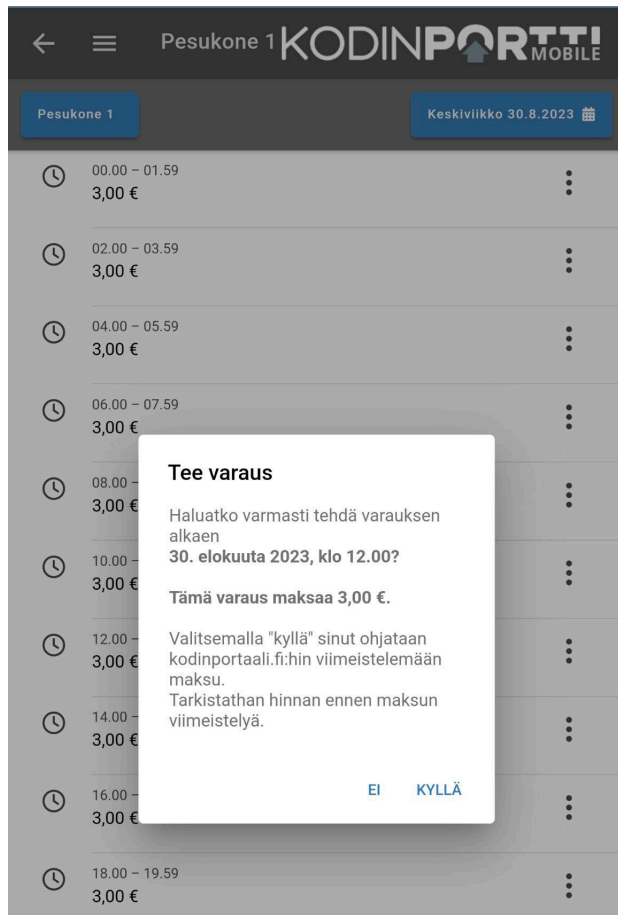 Pesukone 1
KODINPORTTI
MOBILE
Pesukone 1
Keskiviikko 30.8.2023
00.00 – 01.59
3,00 €
02.00 – 03.59
3,00 €
04.00 – 05.59
3,00 €
06.00 – 07.59
3,00 €
08.00 –
3,00 €
10.00 –
3,00 €
12.00 –
3,00 €
14.00 –
3,00 €
16.00 –
3,00 €
18.00 – 19.59
3,00 €
Tee varaus
Haluatko varmasti tehdä varauksen
alkaen
30. elokuuta 2023, klo 12.00?
Tämä varaus maksaa 3,00 €.
Valitsemalla "kyllä" sinut ohjataan
kodinportaali.fi:hin viimeistelemään
maksu.
Tarkistathan hinnan ennen maksun
viimeistelyä.
EI KYLLÄ